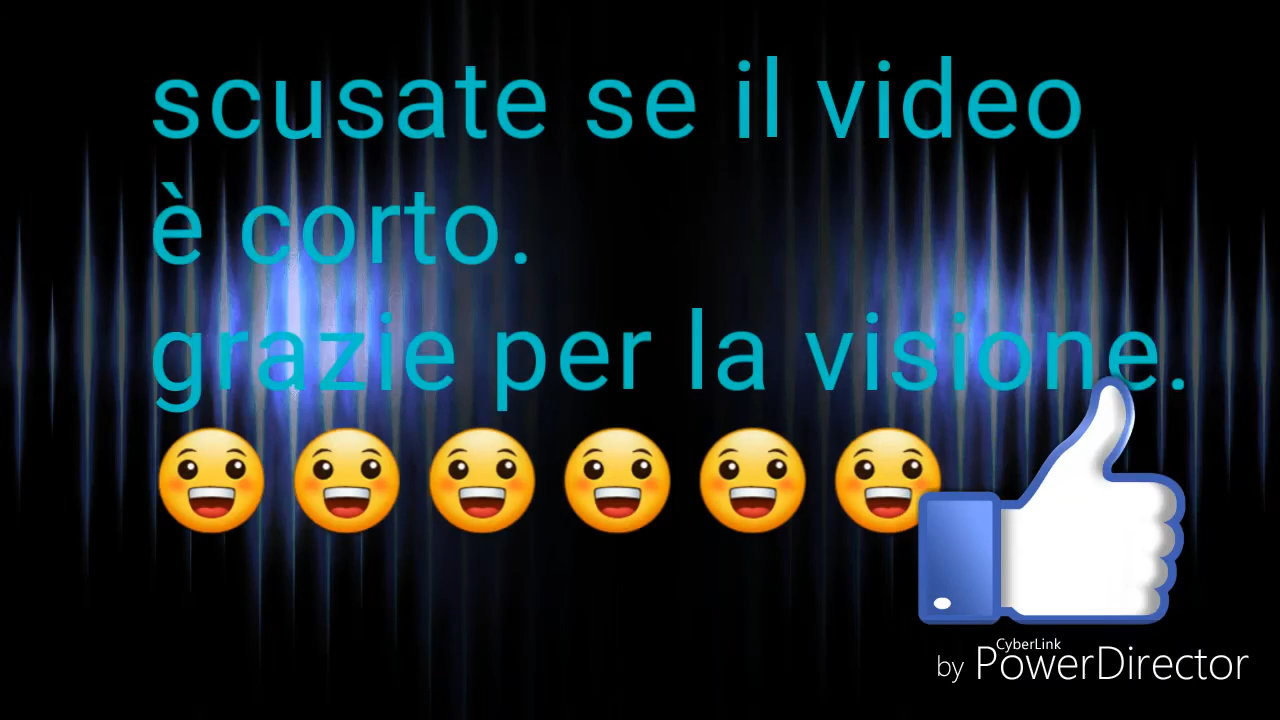 scusate se il video
è corto.
grazie per la visione.
😀😀😀😀😀😀
by CyberLink PowerDirector